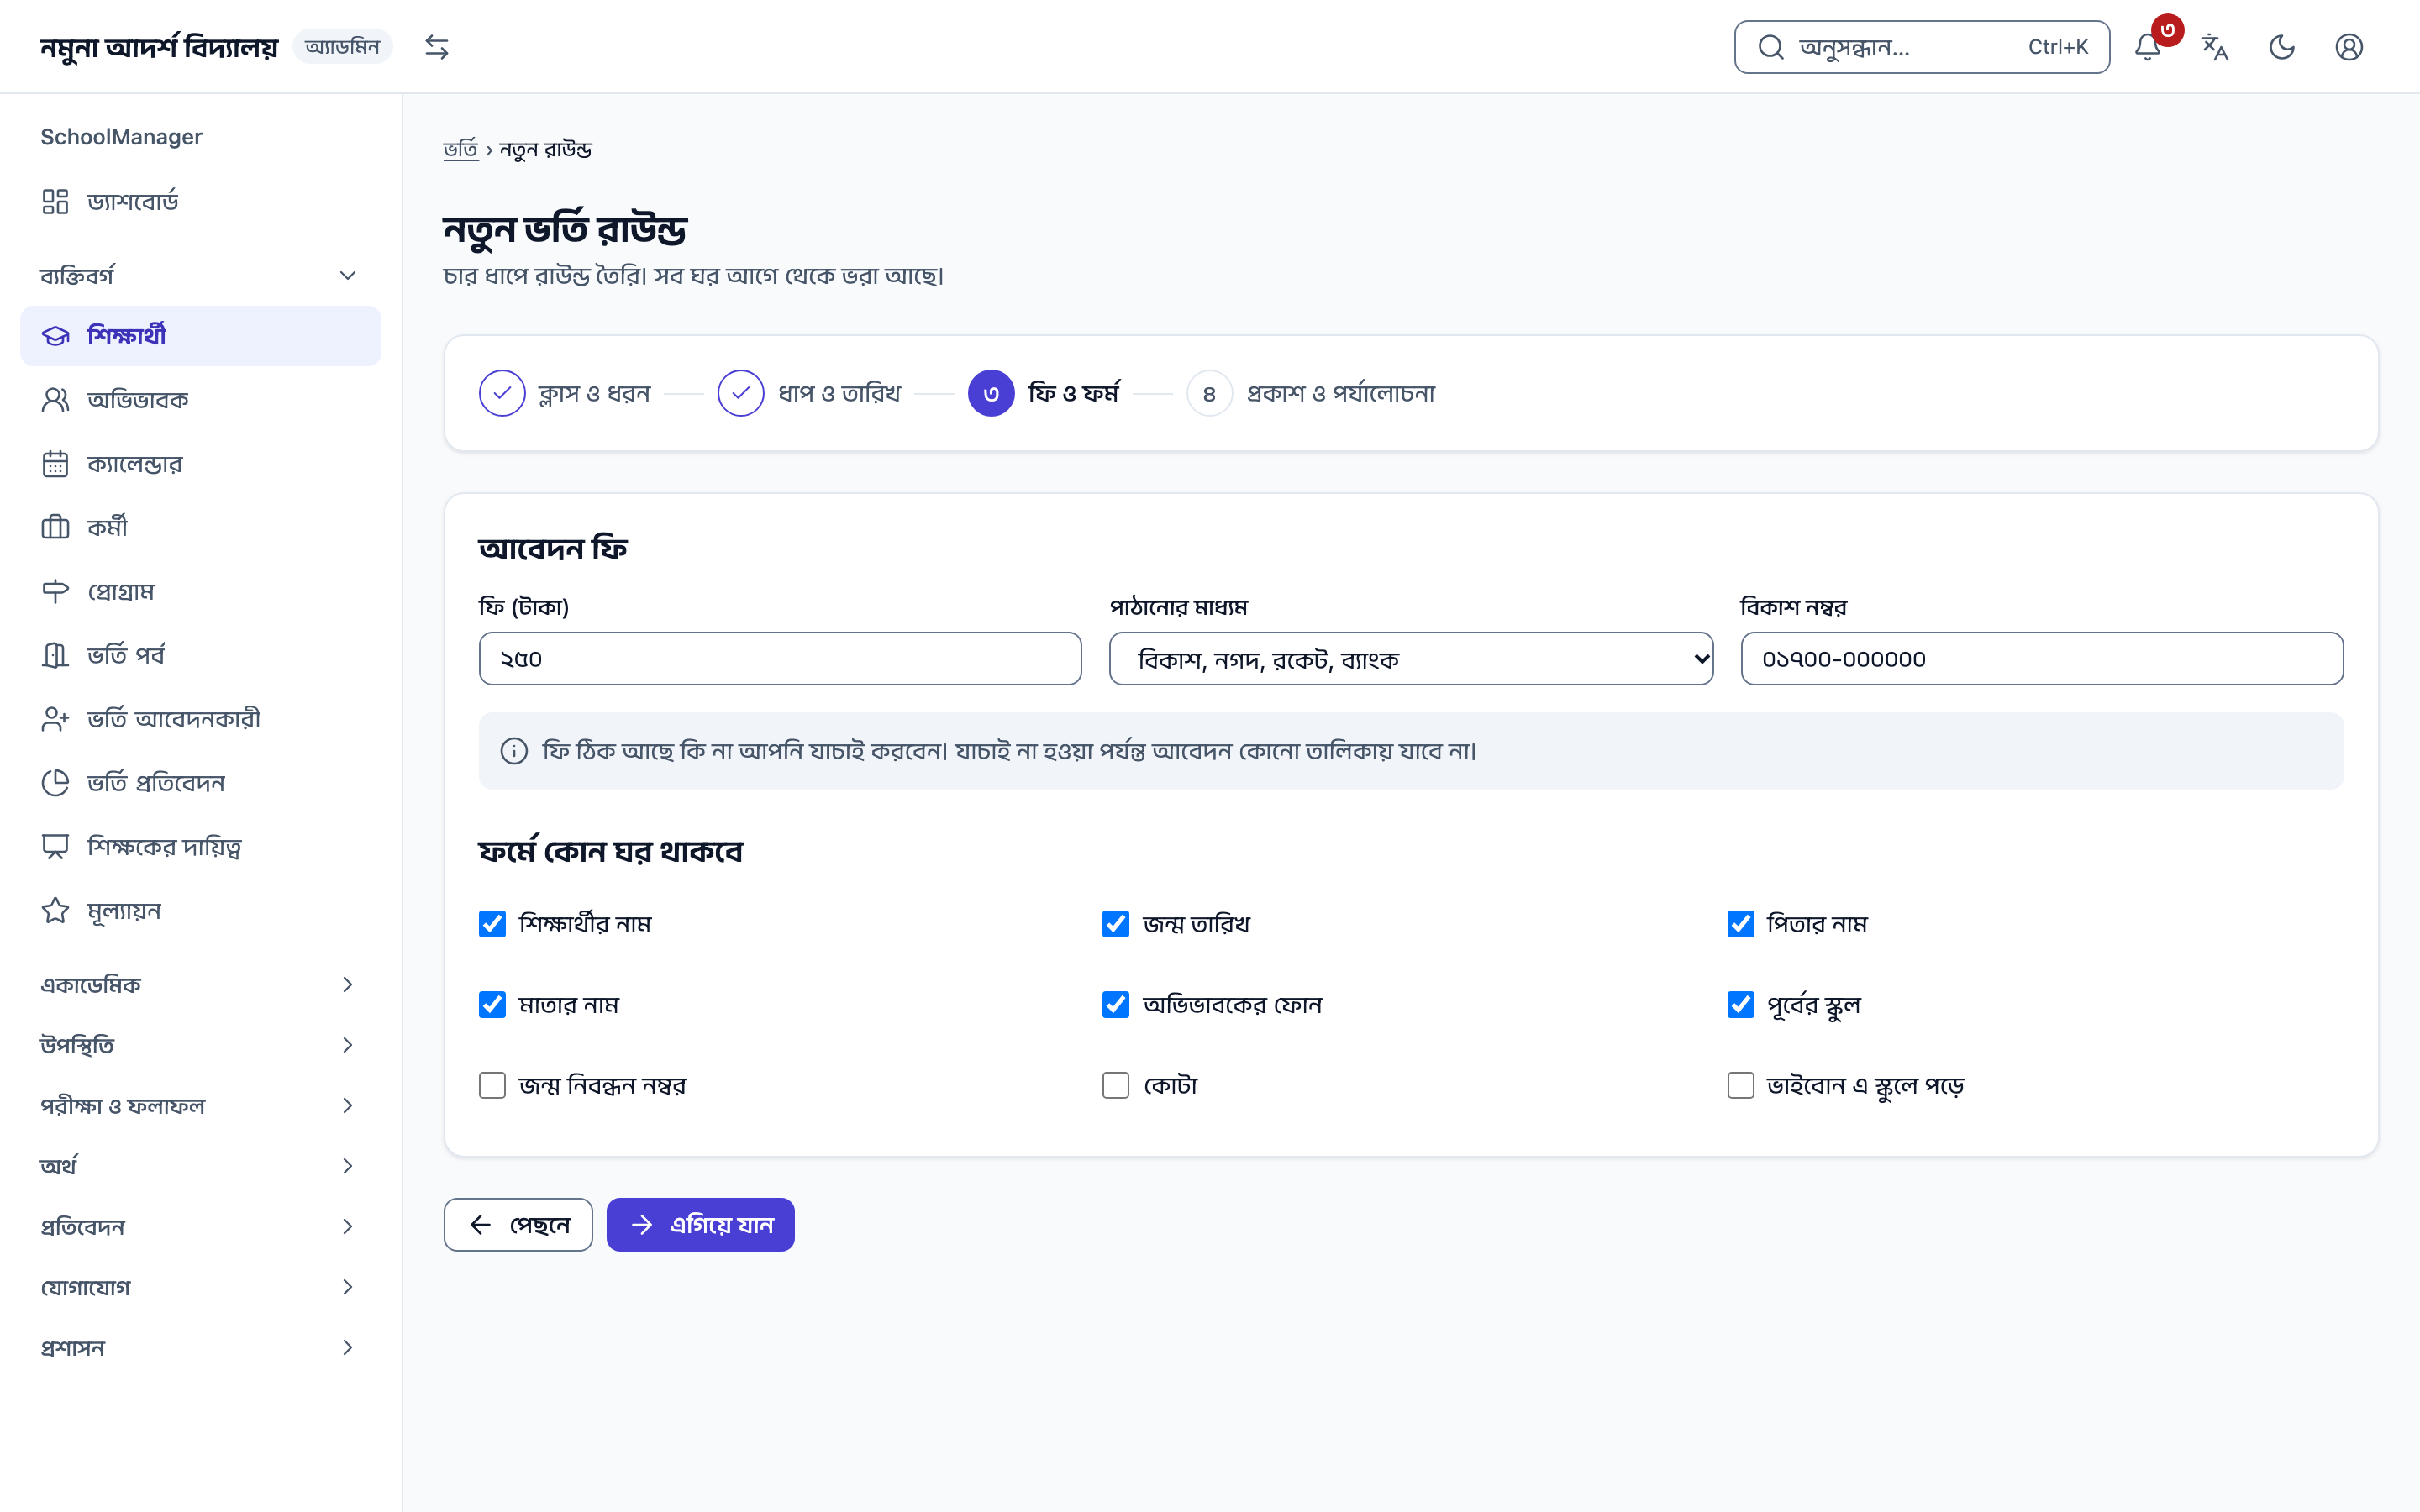 নমুনা আদর্শ বিদ্যালয় অ্যাডমিন
অনুসন্ধান... Ctrl+K
৩
SchoolManager
ড্যাশবোর্ড
ব্যক্তিবর্গ
শিক্ষার্থী
অভিভাবক
ক্যালেন্ডার
কর্মী
প্রোগ্রাম
ভর্তি পর্ব
ভর্তি আবেদনকারী
ভর্তি প্রতিবেদন
শিক্ষকের দায়িত্ব
মূল্যায়ন
একাডেমিক
উপস্থিতি
পরীক্ষা ও ফলাফল
অর্থ
প্রতিবেদন
যোগাযোগ
প্রশাসন
ভর্তি › নতুন রাউন্ড
নতুন ভর্তি রাউন্ড
চার ধাপে রাউন্ড তৈরি। সব ঘর আগে থেকে ভরা আছে।
ক্লাস ও ধরন ধাপ ও তারিখ ৩ ফি ও ফর্ম ৪ প্রকাশ ও পর্যালোচনা
আবেদন ফি
ফি (টাকা) পাঠানোর মাধ্যম বিকাশ নম্বর
২৫০ বিকাশ, নগদ, রকেট, ব্যাংক ০১৭০০-০০০০০০
ফি ঠিক আছে কি না আপনি যাচাই করবেন। যাচাই না হওয়া পর্যন্ত আবেদন কোনো তালিকায় যাবে না।
ফর্মে কোন ঘর থাকবে
শিক্ষার্থীর নাম জন্ম তারিখ পিতার নাম
মাতার নাম অভিভাবকের ফোন পূর্বের স্কুল
জন্ম নিবন্ধন নম্বর কোটা ভাইবোন এ স্কুলে পড়ে
পেছনে এগিয়ে যান